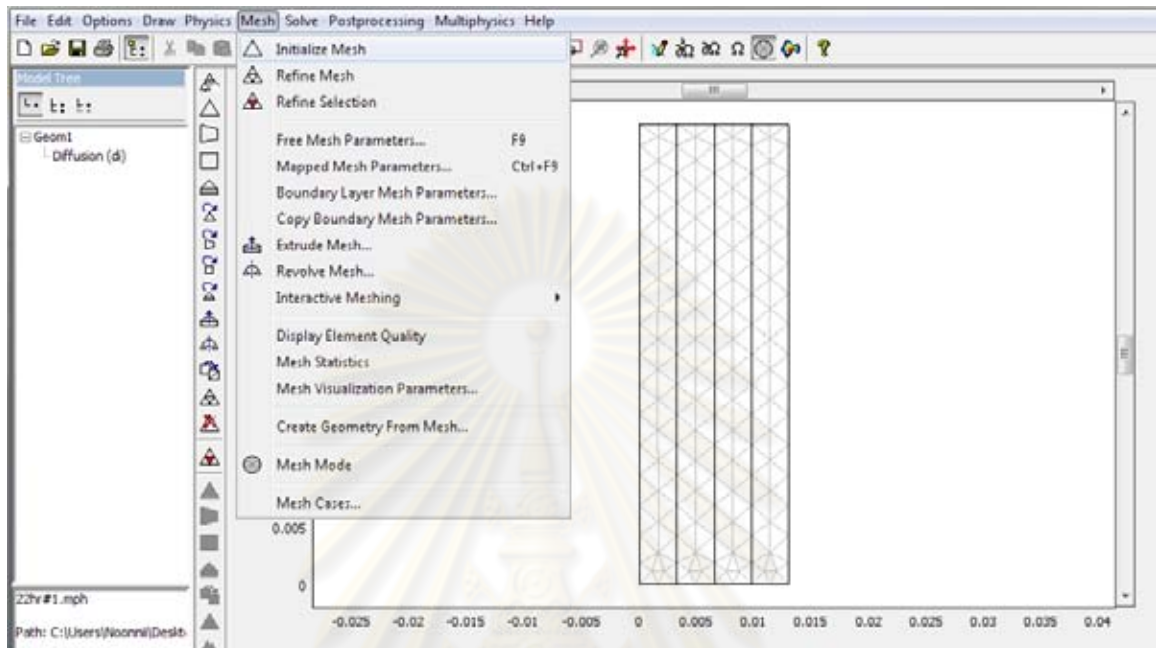 File Edit Options Draw Physics Mesh Solve Postprocessing Multiphysics Help
Model Tree
Geom1
Diffusion (di)
Initialize Mesh
Refine Mesh
Refine Selection
Free Mesh Parameters... F9
Mapped Mesh Parameters... Ctrl+F9
Boundary Layer Mesh Parameters...
Copy Boundary Mesh Parameters...
Extrude Mesh...
Revolve Mesh...
Interactive Meshing
Display Element Quality
Mesh Statistics
Mesh Visualization Parameters...
Create Geometry From Mesh...
Mesh Mode
Mesh Cases...
0.005
0
-0.025 -0.02 -0.015 -0.01 -0.005 0 0.005 0.01 0.015 0.02 0.025 0.03 0.035 0.04
22hr#1.mph
Path: C:\Users\Noonnii\Deskt